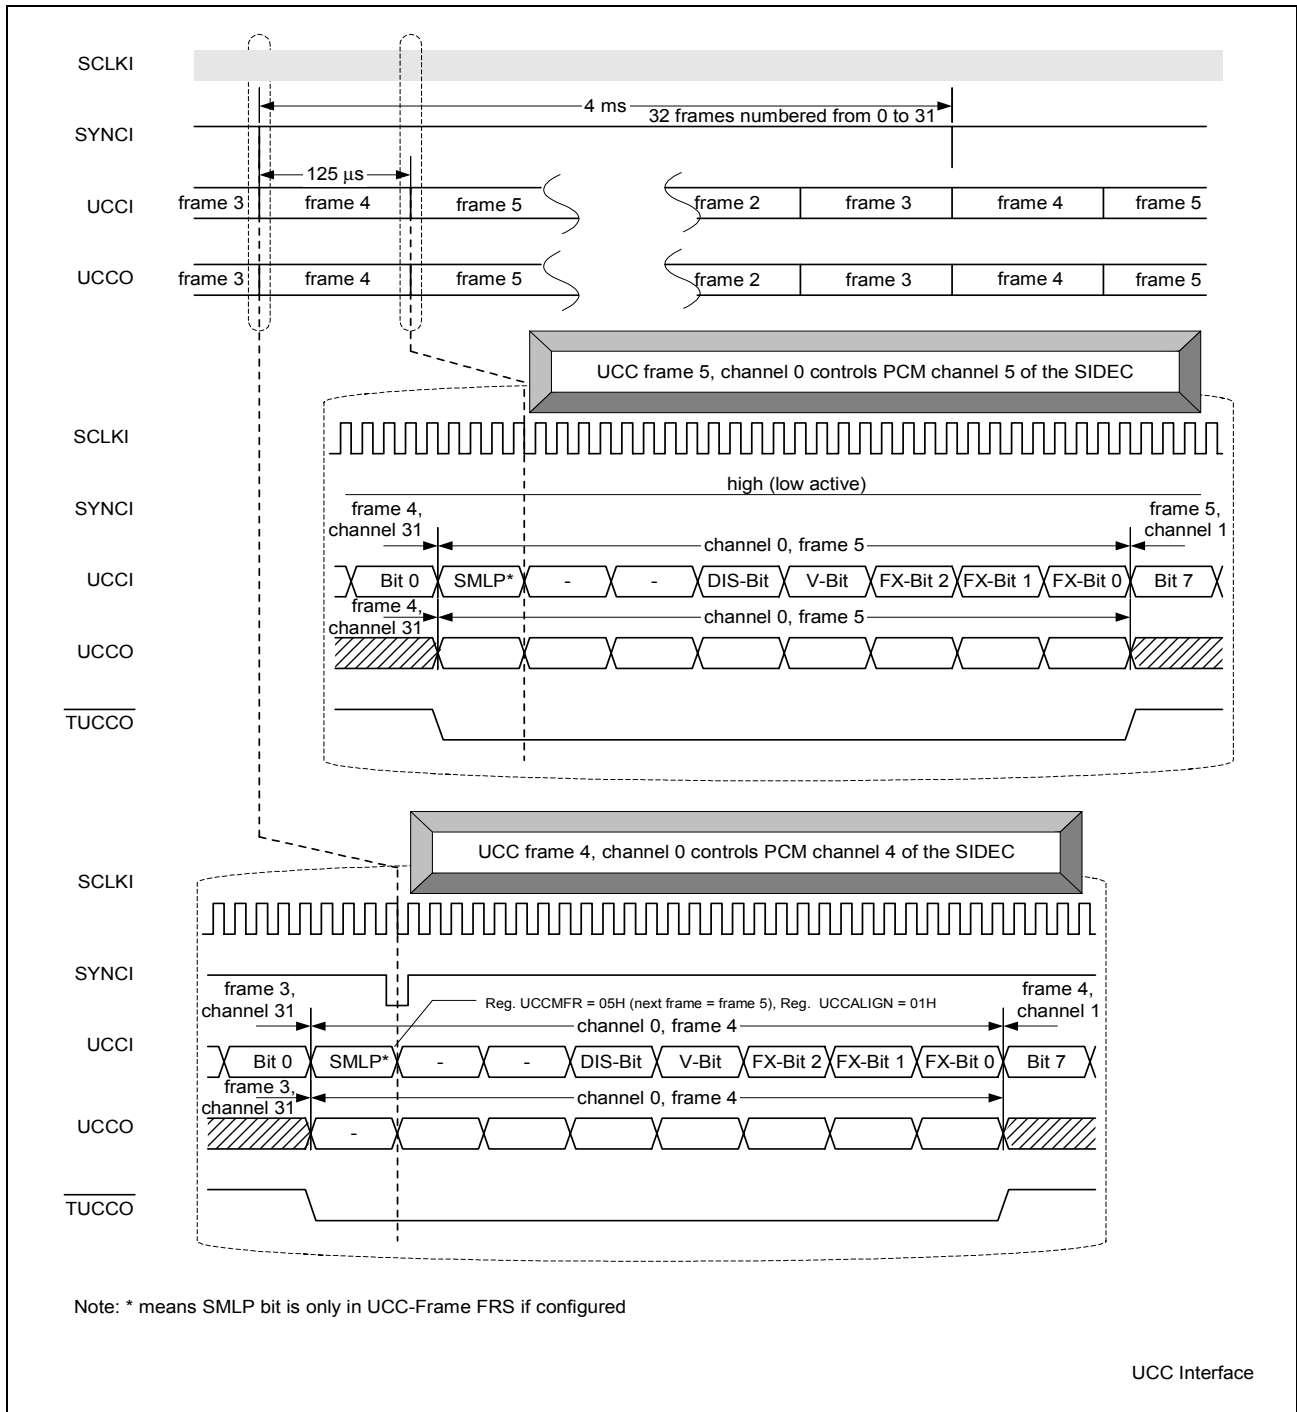 SCLKI
4 ms
32 frames numbered from 0 to 31
SYNCI
125 µs
UCCI
frame 3
frame 4
frame 5
frame 2
frame 3
frame 4
frame 5
UCCO
frame 3
frame 4
frame 5
frame 2
frame 3
frame 4
frame 5
UCC frame 5, channel 0 controls PCM channel 5 of the SIDEC
SCLKI
high (low active)
SYNCI
frame 4,
channel 31
frame 5,
channel 1
channel 0, frame 5
UCCI
Bit 0
SMLP*
-
-
DIS-Bit
V-Bit
FX-Bit 2
FX-Bit 1
FX-Bit 0
Bit 7
frame 4,
channel 31
channel 0, frame 5
UCCO
TUCCO
UCC frame 4, channel 0 controls PCM channel 4 of the SIDEC
SCLKI
SYNCI
frame 3,
channel 31
Reg. UCCMFR = 05H (next frame = frame 5), Reg. UCCALIGN = 01H
frame 4,
channel 1
channel 0, frame 4
UCCI
Bit 0
SMLP*
-
-
DIS-Bit
V-Bit
FX-Bit 2
FX-Bit 1
FX-Bit 0
Bit 7
frame 3,
channel 31
channel 0, frame 4
UCCO
-
TUCCO
Note: * means SMLP bit is only in UCC-Frame FRS if configured
UCC Interface